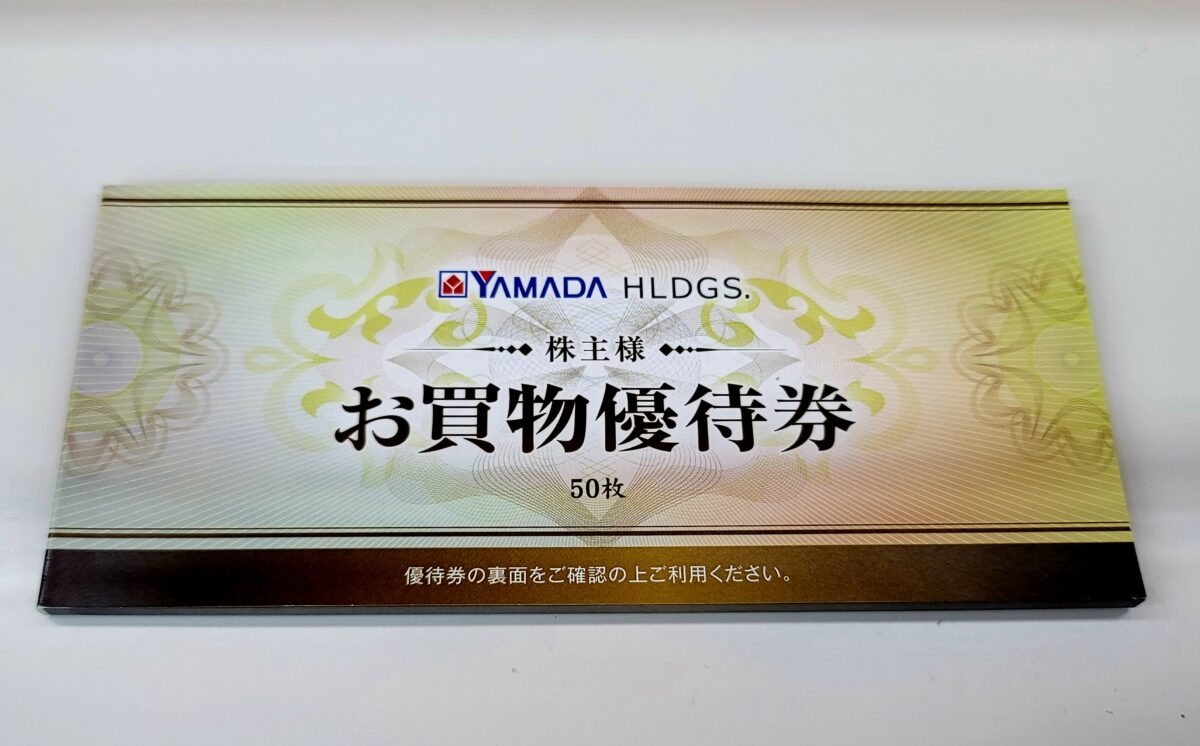 YAMADA HLDGS.
株主様
お買物優待券
50枚
優待券の裏面をご確認の上ご利用ください。